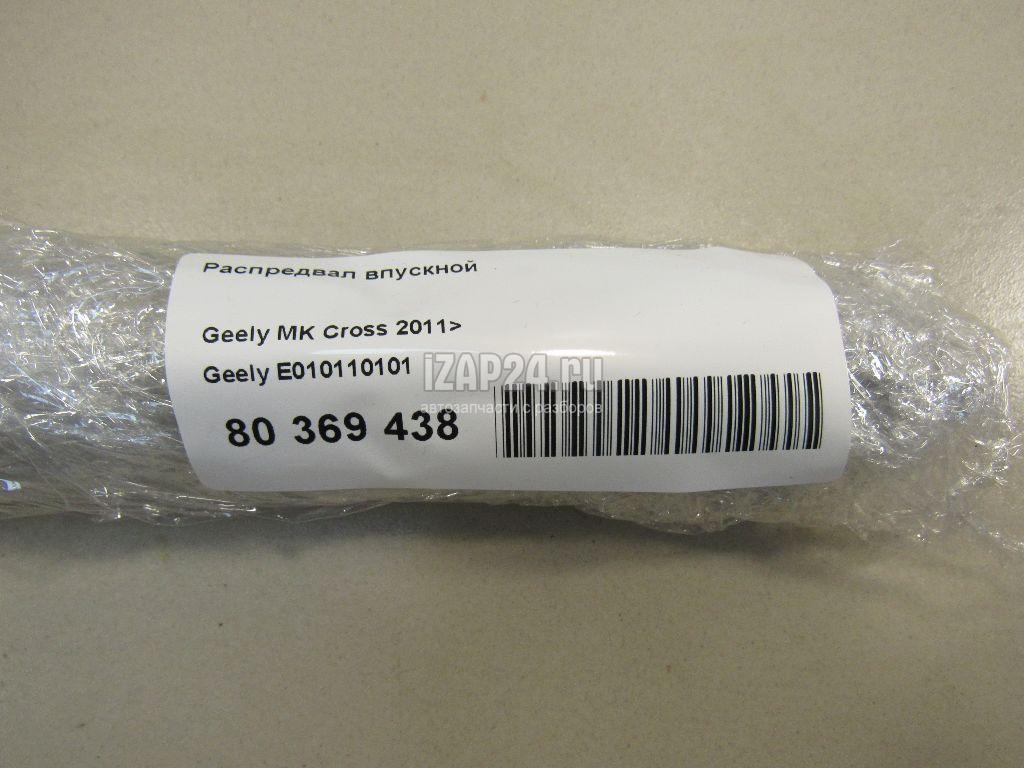 Распредвал впускной
Geely MK Cross 2011>
Geely E010110101
iZAP24.ru
автозапчасти с разборов
80 369 438